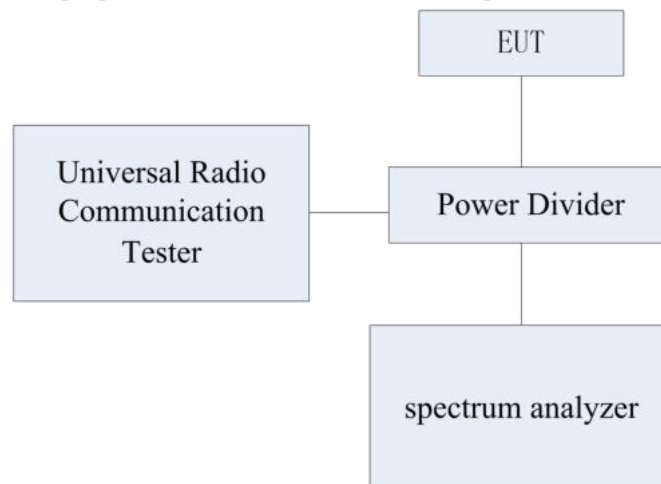 EUT
Universal Radio
Communication
Tester
Power Divider
spectrum analyzer